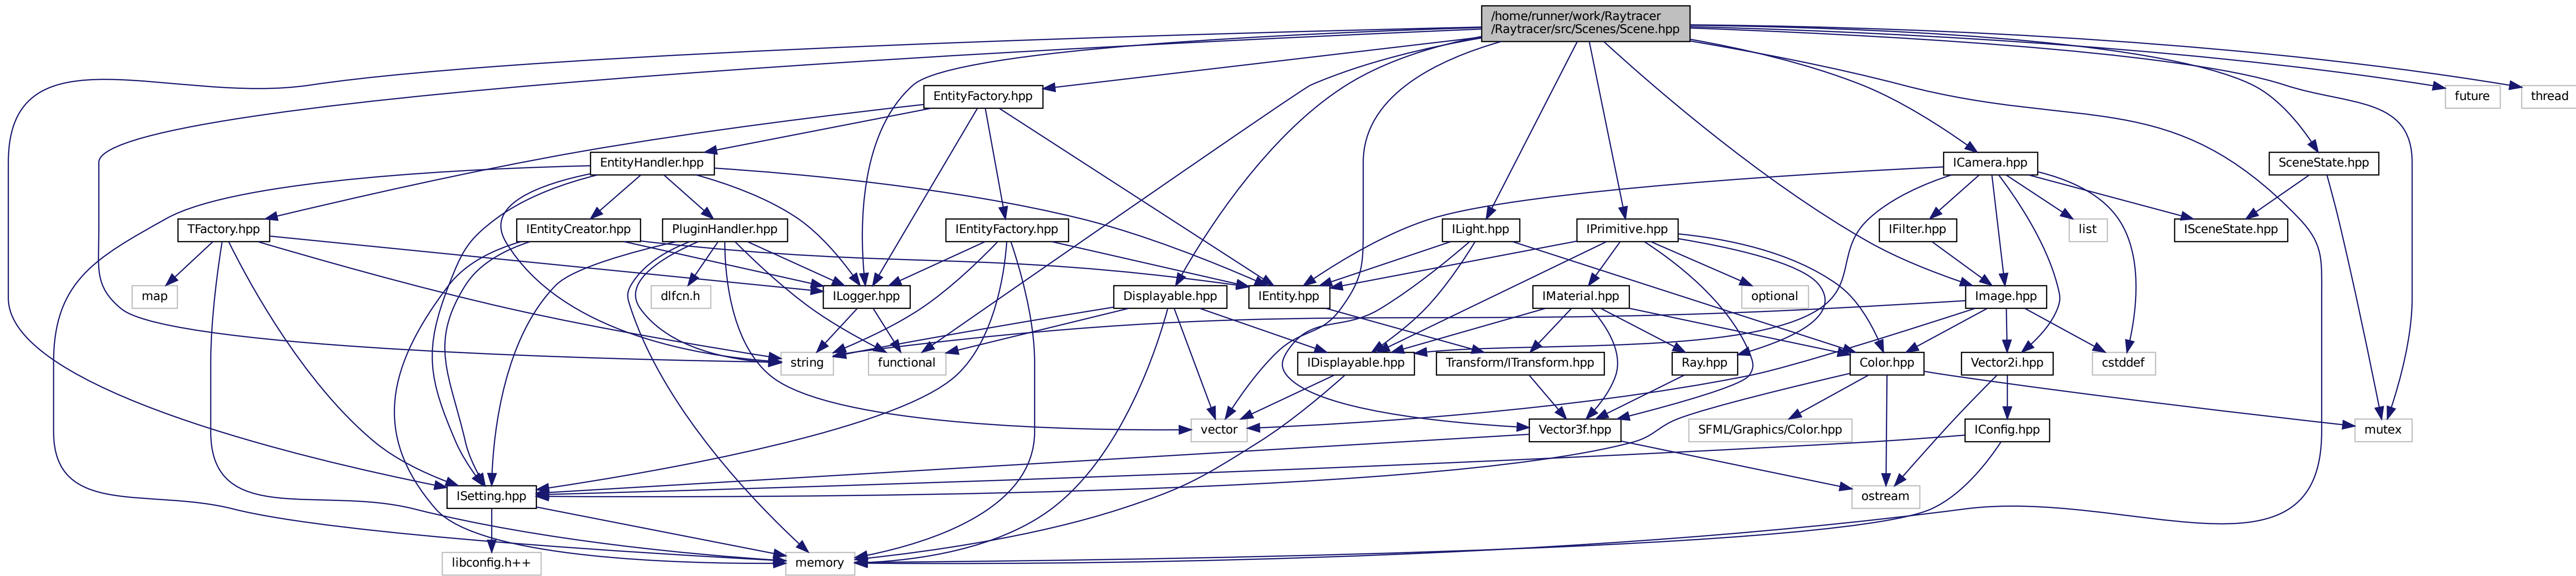 /home/runner/work/Raytracer
/Raytracer/src/Scenes/Scene.hpp
EntityFactory.hpp
future
thread
EntityHandler.hpp
ICamera.hpp
SceneState.hpp
TFactory.hpp
IEntityCreator.hpp
PluginHandler.hpp
IEntityFactory.hpp
ILight.hpp
IPrimitive.hpp
IFilter.hpp
list
ISceneState.hpp
map
dlfcn.h
ILogger.hpp
Displayable.hpp
IEntity.hpp
IMaterial.hpp
optional
Image.hpp
string
functional
IDisplayable.hpp
Transform/ITransform.hpp
Ray.hpp
Color.hpp
Vector2i.hpp
cstddef
vector
Vector3f.hpp
SFML/Graphics/Color.hpp
IConfig.hpp
mutex
ISetting.hpp
ostream
libconfig.h++
memory